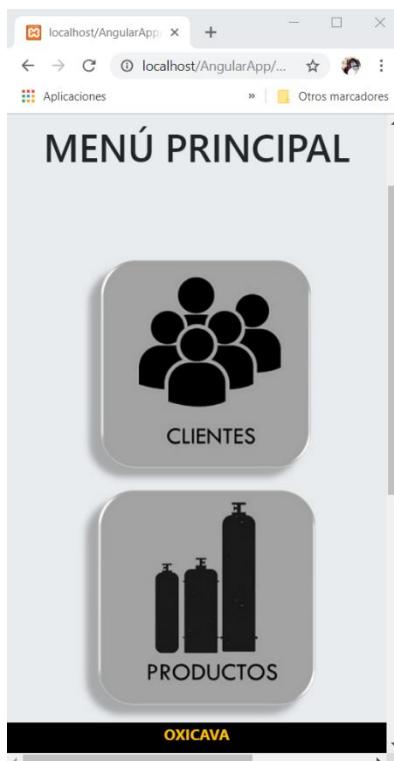 localhost/AngularApp/
localhost/AngularApp/...
Aplicaciones
»
Otros marcadores
MENÚ PRINCIPAL
CLIENTES
PRODUCTOS
OXICAVA